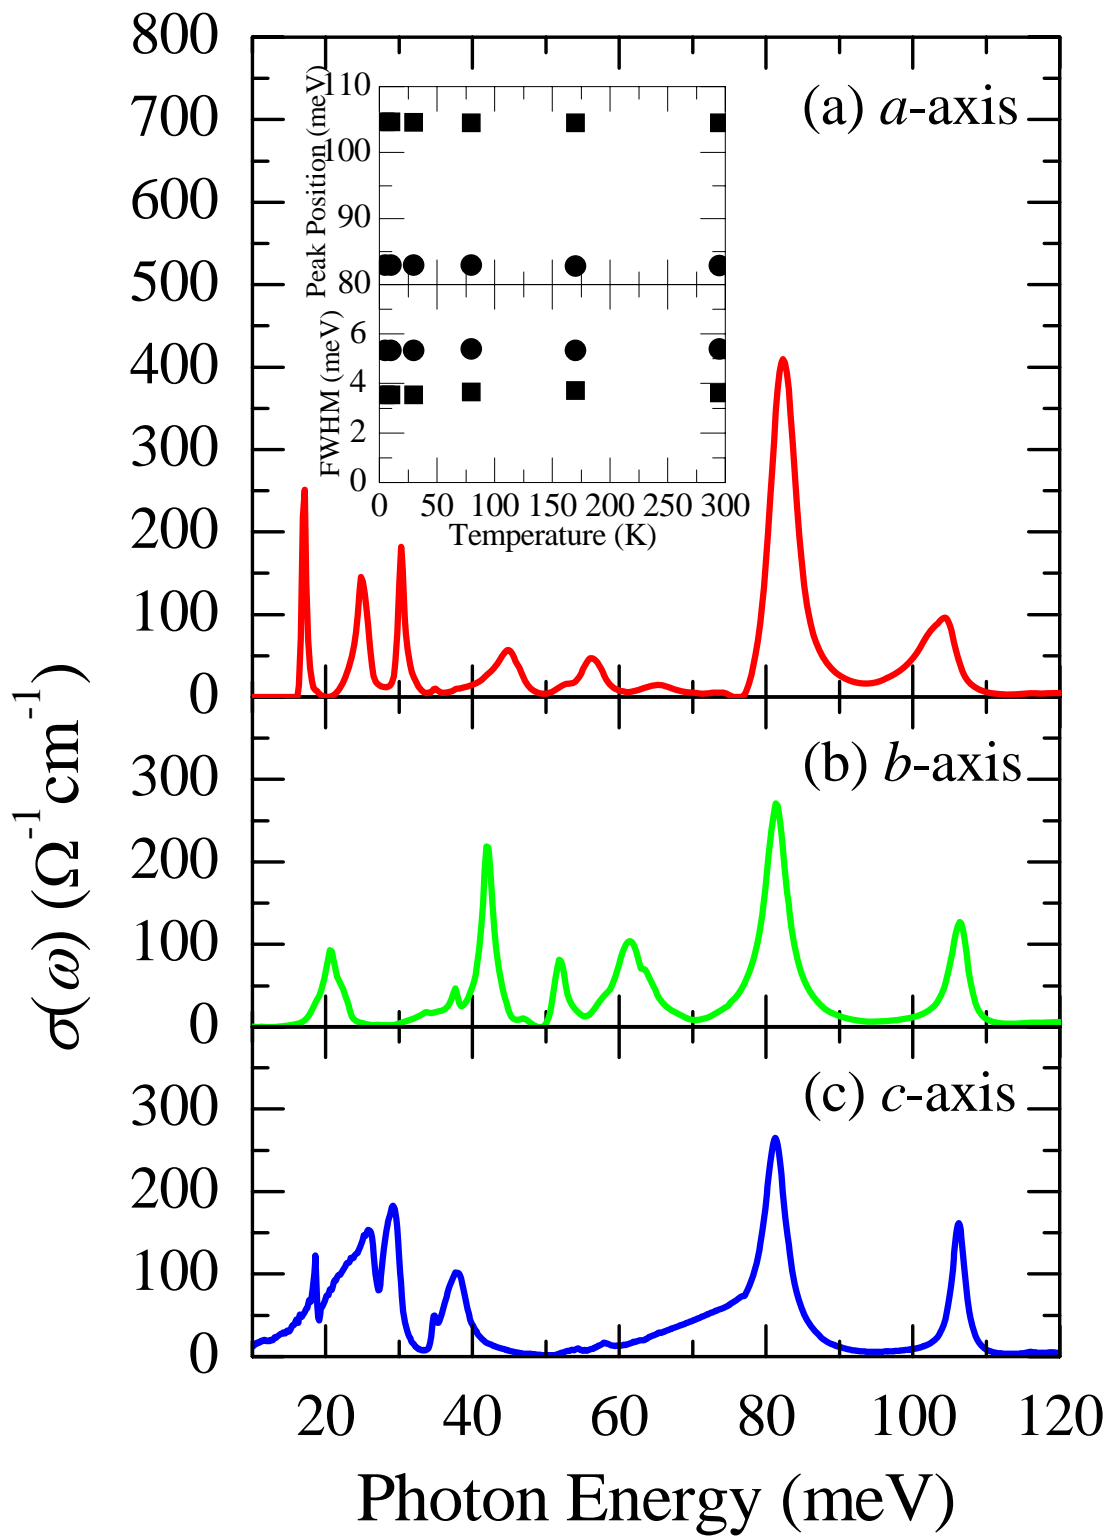 800
700
600
500
400
300
200
100
0
(a) a-axis
110
100
90
80
Peak Position (meV)
6
4
2
0
FWHM (meV)
0 50 100 150 200 250 300
Temperature (K)
300
200
100
0
(b) b-axis
300
200
100
0
(c) c-axis
σ(ω) (Ω⁻¹cm⁻¹)
20 40 60 80 100 120
Photon Energy (meV)